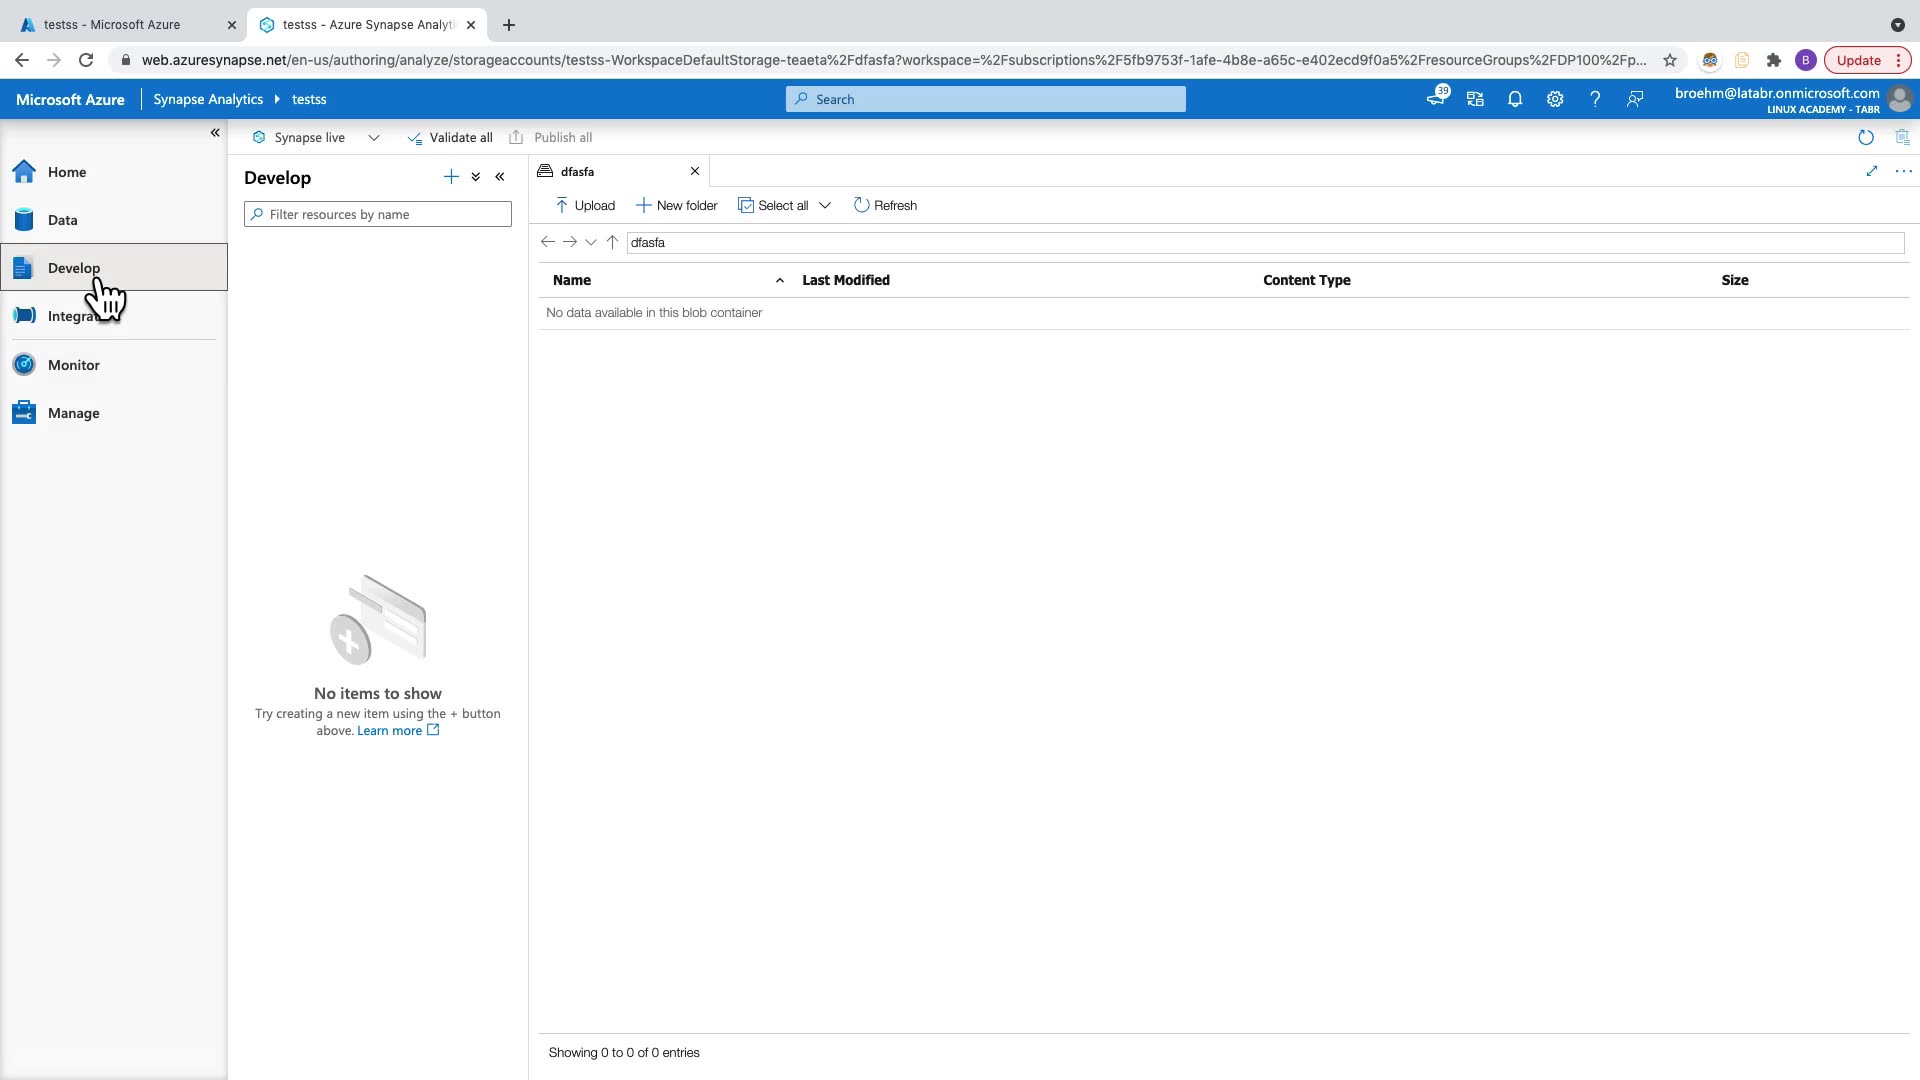 testss - Microsoft Azure
testss - Azure Synapse Analyti
web.azuresynapse.net/en-us/authoring/analyze/storageaccounts/testss-WorkspaceDefaultStorage-teaeta%2Fdfasfa?workspace=%2Fsubscriptions%2F5fb9753f-1afe-4b8e-a65c-e402ecd9f0a5%2FresourceGroups%2FDP100%2Fp...
B
Update
Microsoft Azure
Synapse Analytics
testss
Search
39
broehm@latabr.onmicrosoft.com
LINUX ACADEMY - TABR
Synapse live
Validate all
Publish all
Home
Data
Develop
Integrat
Monitor
Manage
Develop
Filter resources by name
No items to show
Try creating a new item using the + button
above. Learn more
dfasfa
Upload
New folder
Select all
Refresh
dfasfa
Name
Last Modified
Content Type
Size
No data available in this blob container
Showing 0 to 0 of 0 entries